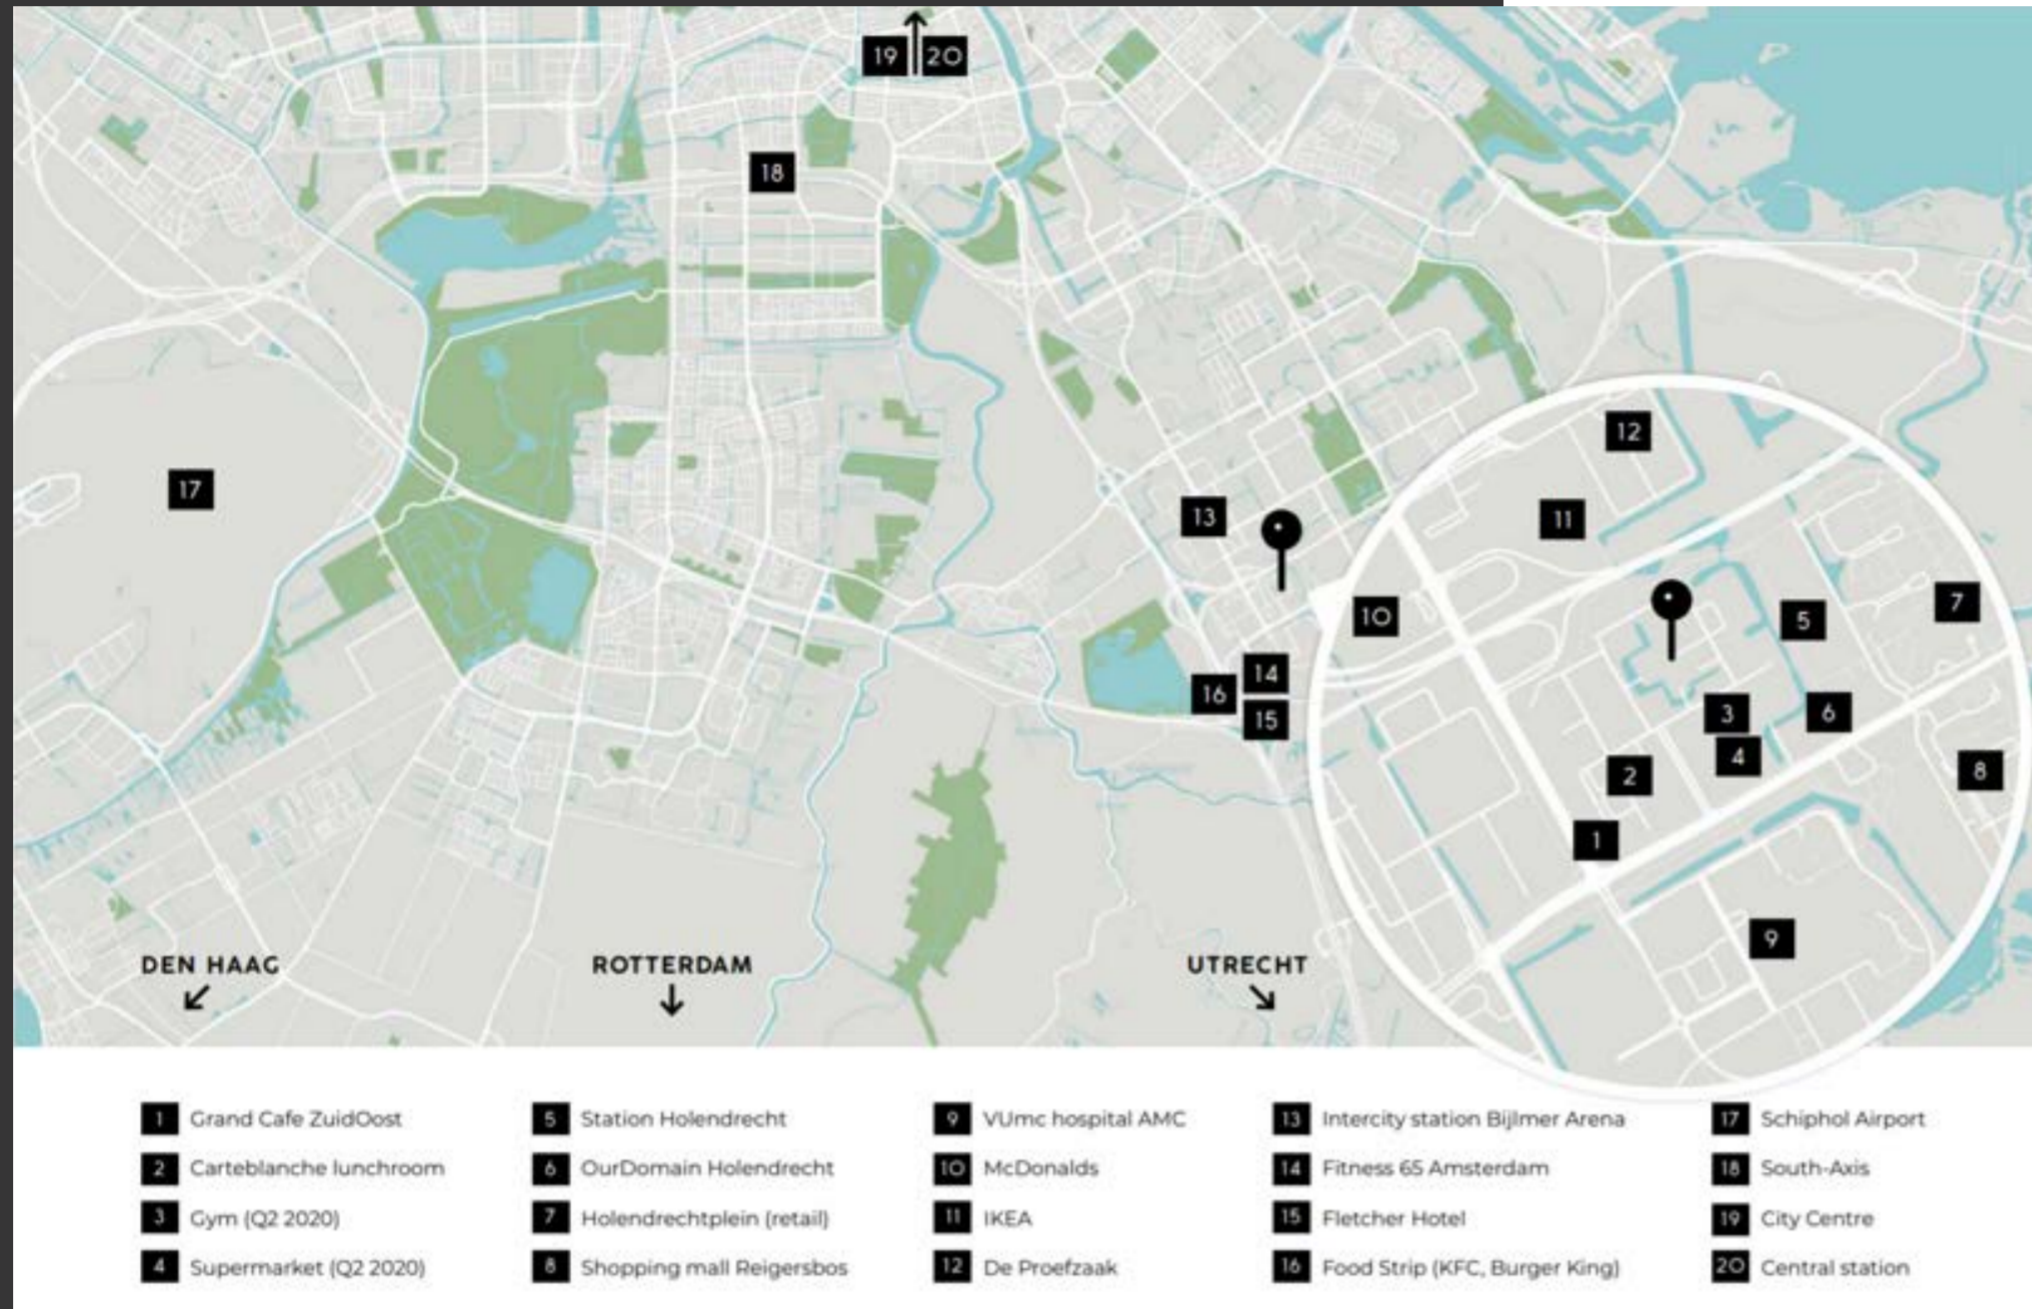 19 20
18
12
17
13
11
10
5
7
14
16
15
3
6
4
2
8
1
9
DEN HAAG
↙
ROTTERDAM
↓
UTRECHT
↘
1 Grand Cafe ZuidOost
2 Carteblanche lunchroom
3 Gym (Q2 2020)
4 Supermarket (Q2 2020)
5 Station Holendrecht
6 OurDomain Holendrecht
7 Holendrechtplein (retail)
8 Shopping mall Reigersbos
9 VUmc hospital AMC
10 McDonalds
11 IKEA
12 De Proefzaak
13 Intercity station Bijlmer Arena
14 Fitness 65 Amsterdam
15 Fletcher Hotel
16 Food Strip (KFC, Burger King)
17 Schiphol Airport
18 South-Axis
19 City Centre
20 Central station